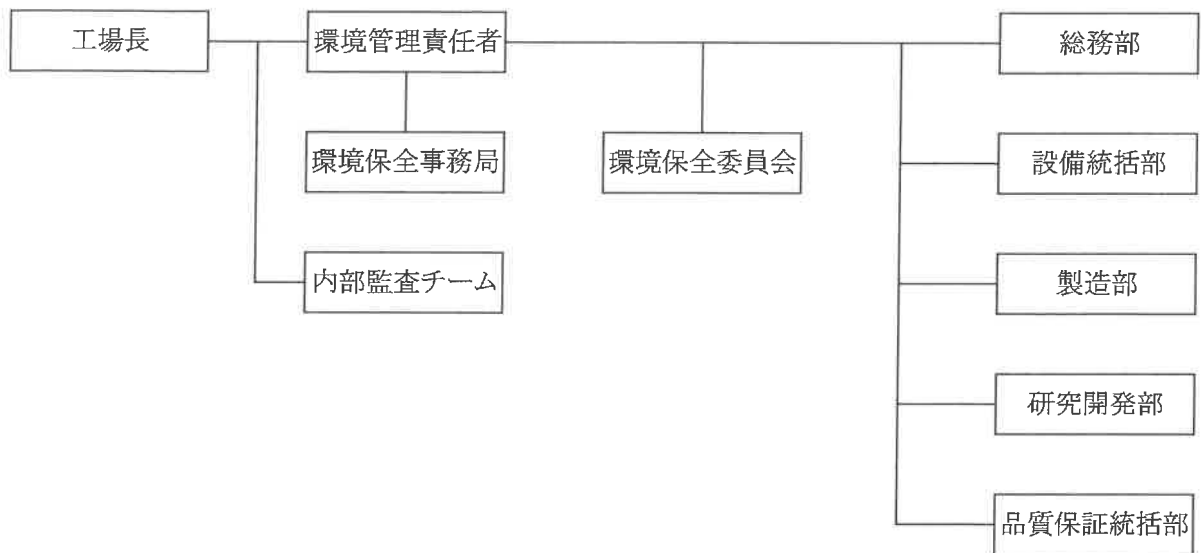 工場長
環境管理責任者
総務部
環境保全事務局
環境保全委員会
設備統括部
内部監査チーム
製造部
研究開発部
品質保証統括部